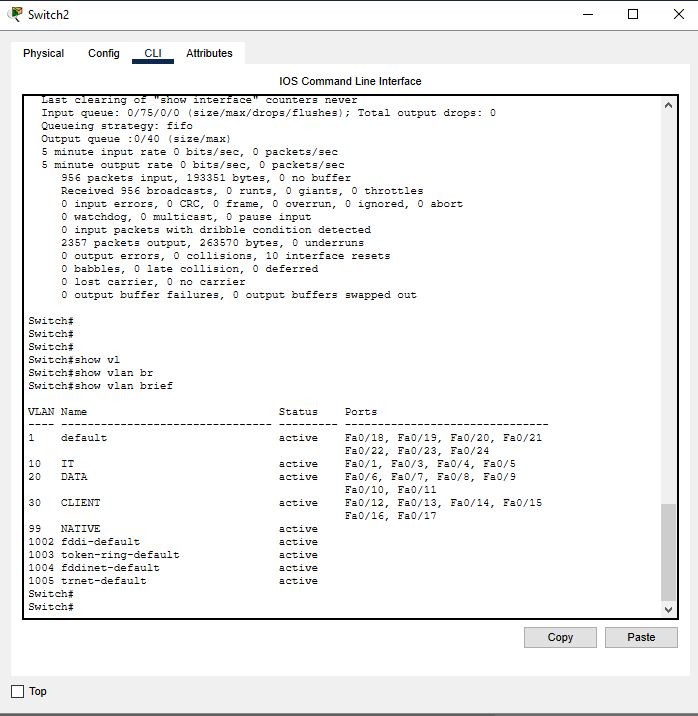 Switch2
Physical Config CLI Attributes
IOS Command Line Interface
Last clearing of "show interface" counters never
Input queue: 0/75/0/0 (size/max/drops/flushes); Total output drops: 0
Queueing strategy: fifo
Output queue :0/40 (size/max)
5 minute input rate 0 bits/sec, 0 packets/sec
5 minute output rate 0 bits/sec, 0 packets/sec
956 packets input, 193351 bytes, 0 no buffer
Received 956 broadcasts, 0 runts, 0 giants, 0 throttles
0 input errors, 0 CRC, 0 frame, 0 overrun, 0 ignored, 0 abort
0 watchdog, 0 multicast, 0 pause input
0 input packets with dribble condition detected
2357 packets output, 263570 bytes, 0 underruns
0 output errors, 0 collisions, 10 interface resets
0 babbles, 0 late collision, 0 deferred
0 lost carrier, 0 no carrier
0 output buffer failures, 0 output buffers swapped out
Switch#
Switch#
Switch#
Switch#show vl
Switch#show vlan br
Switch#show vlan brief
VLAN Name Status Ports
---- -------------------------------- --------- -------------------------------
1 default active Fa0/18, Fa0/19, Fa0/20, Fa0/21
Fa0/22, Fa0/23, Fa0/24
10 IT active Fa0/1, Fa0/3, Fa0/4, Fa0/5
20 DATA active Fa0/6, Fa0/7, Fa0/8, Fa0/9
Fa0/10, Fa0/11
30 CLIENT active Fa0/12, Fa0/13, Fa0/14, Fa0/15
Fa0/16, Fa0/17
99 NATIVE active
1002 fddi-default active
1003 token-ring-default active
1004 fddinet-default active
1005 trnet-default active
Switch#
Switch#
Copy Paste
Top